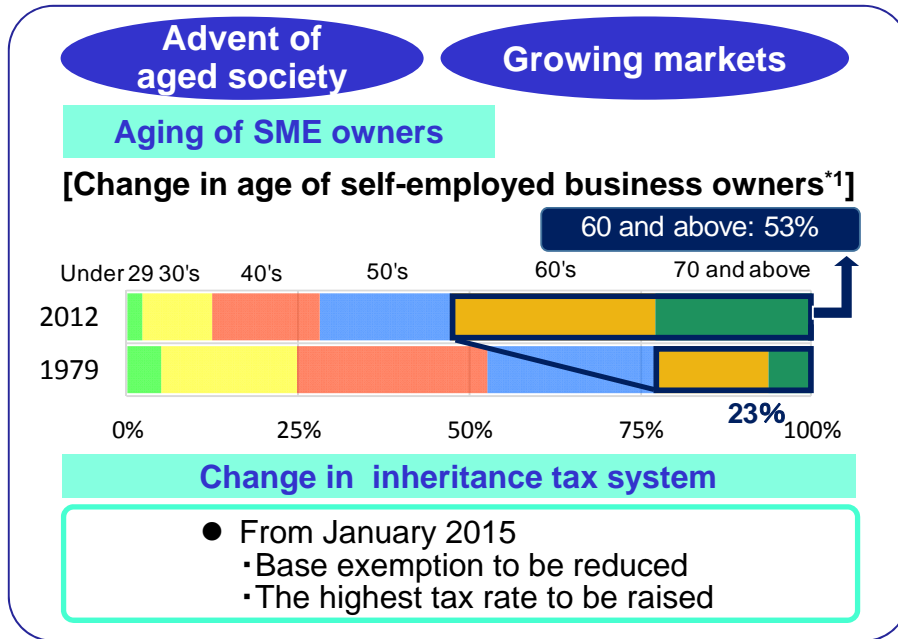 Advent of
aged society
Growing markets
Aging of SME owners
[Change in age of self-employed business owners*1]
60 and above: 53%
Under 29 30's 40's 50's 60's 70 and above
2012
1979
23%
0% 25% 50% 75% 100%
Change in inheritance tax system
● From January 2015
・Base exemption to be reduced
・The highest tax rate to be raised